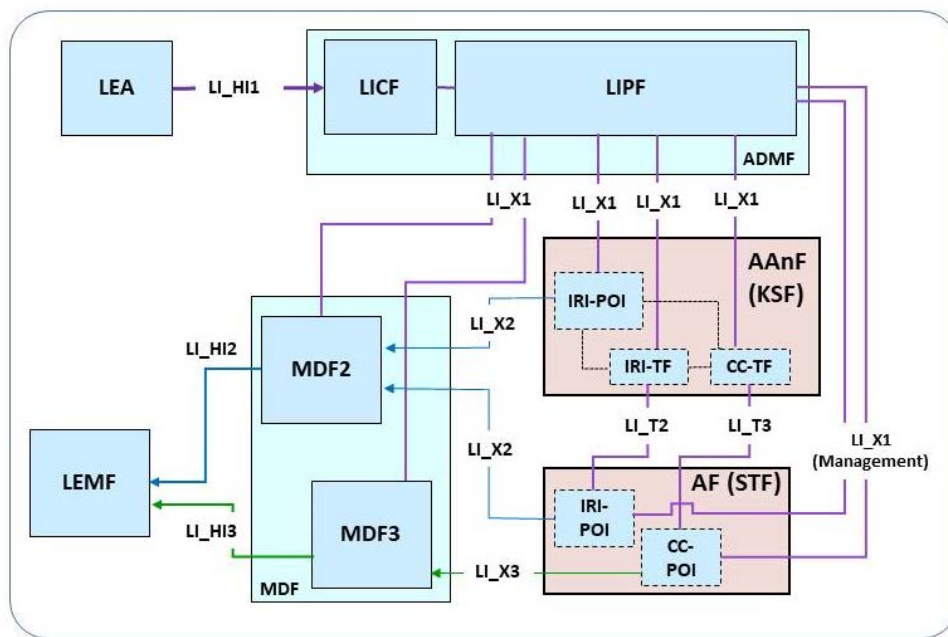 LEA
LI_HI1
LICF
LIPF
ADMF
LI_X1
LI_X1
LI_X1
LI_X1
AAnF
(KSF)
IRI-POI
LI_X2
IRI-TF
CC-TF
LI_HI2
MDF2
LI_T2
LI_T3
LI_X2
LI_X1
(Management)
LEMF
AF (STF)
IRI-
POI
CC-
POI
LI_HI3
MDF3
LI_X3
MDF